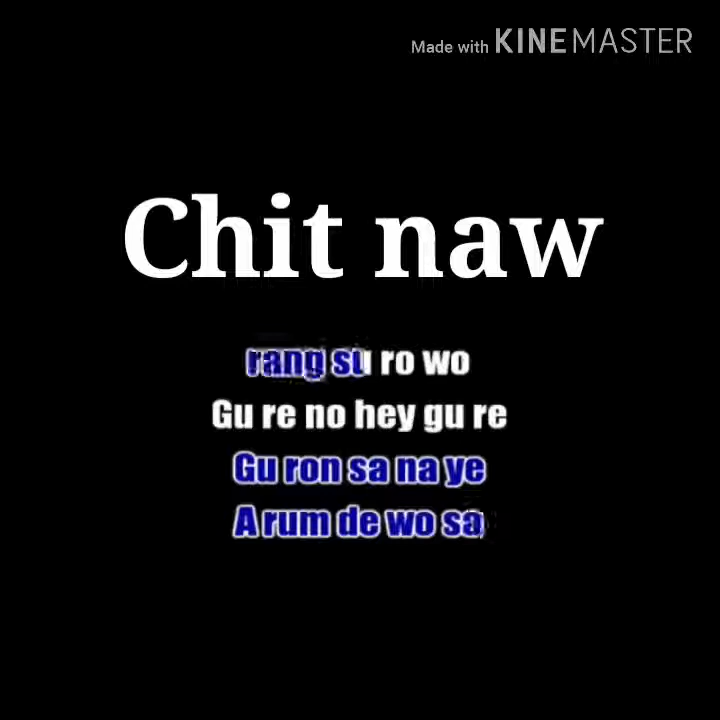 Made with KINEMASTER
Chit naw
rang su ro wo
Gu re no hey gu re
Gu ron sa na ye
A rum de wo sa